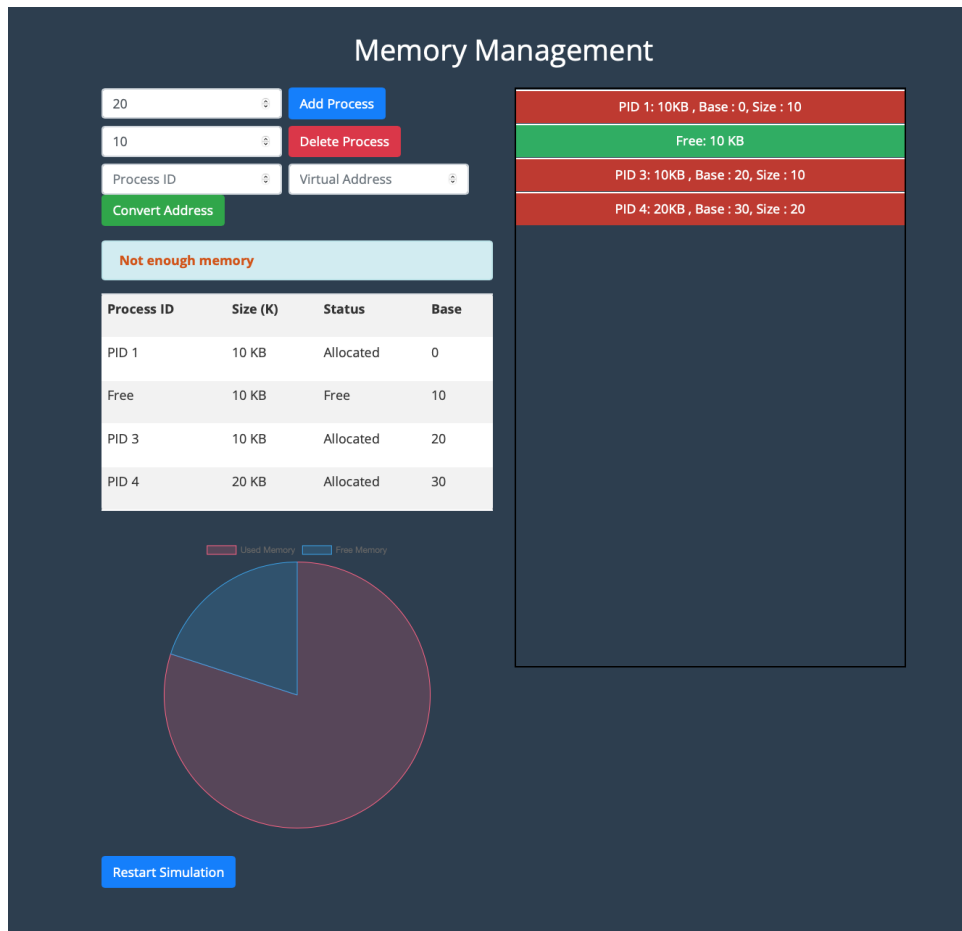 Memory Management
20
Add Process
10
Delete Process
Process ID
Virtual Address
Convert Address
Not enough memory
Process ID Size (K) Status Base
PID 1 10 KB Allocated 0
Free 10 KB Free 10
PID 3 10 KB Allocated 20
PID 4 20 KB Allocated 30
Used Memory Free Memory
Restart Simulation
PID 1: 10KB , Base : 0, Size : 10
Free: 10 KB
PID 3: 10KB , Base : 20, Size : 10
PID 4: 20KB , Base : 30, Size : 20